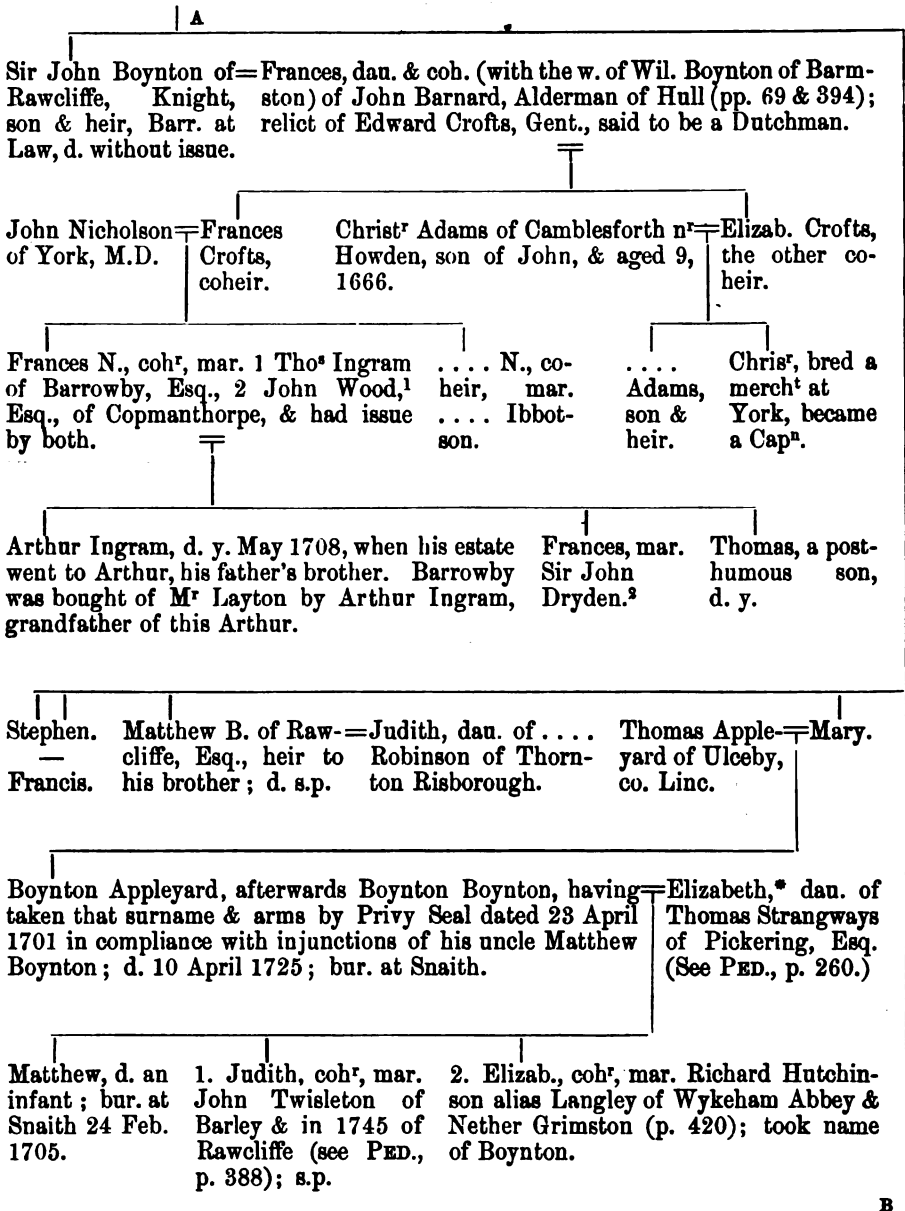 A
Sir John Boynton of=
Rawcliffe, Knight,
son & heir, Barr. at
Law, d. without issue.
Frances, dau. & coh. (with the w. of Wil. Boynton of Barm-
ston) of John Barnard, Alderman of Hull (pp. 69 & 394);
relict of Edward Crofts, Gent., said to be a Dutchman.
John Nicholson=
of York, M.D.
Frances
Crofts,
coheir.
Christʳ Adams of Camblesforth nʳ=
Howden, son of John, & aged 9,
1666.
Elizab. Crofts,
the other co-
heir.
Frances N., cohʳ, mar. 1 Thoˢ Ingram
of Barrowby, Esq., 2 John Wood,¹
Esq., of Copmanthorpe, & had issue
by both.
.... N., co-
heir, mar.
.... Ibbot-
son.
....
Adams,
son &
heir.
Chrisʳ, bred a
merchᵗ at
York, became
a Capⁿ.
Arthur Ingram, d. y. May 1708, when his estate
went to Arthur, his father's brother. Barrowby
was bought of Mʳ Layton by Arthur Ingram,
grandfather of this Arthur.
Frances, mar.
Sir John
Dryden.²
Thomas, a post-
humous son,
d. y.
Stephen.
—
Francis.
Matthew B. of Raw-=
cliffe, Esq., heir to
his brother; d. s.p.
Judith, dau. of ....
Robinson of Thorn-
ton Risborough.
Thomas Apple-=
yard of Ulceby,
co. Linc.
Mary.
Boynton Appleyard, afterwards Boynton Boynton, having=
taken that surname & arms by Privy Seal dated 23 April
1701 in compliance with injunctions of his uncle Matthew
Boynton; d. 10 April 1725; bur. at Snaith.
Elizabeth,* dau. of
Thomas Strangways
of Pickering, Esq.
(See PED., p. 260.)
Matthew, d. an
infant; bur. at
Snaith 24 Feb.
1705.
1. Judith, cohʳ, mar.
John Twisleton of
Barley & in 1745 of
Rawcliffe (see PED.,
p. 388); s.p.
2. Elizab., cohʳ, mar. Richard Hutchin-
son alias Langley of Wykeham Abbey &
Nether Grimston (p. 420); took name
of Boynton.
B